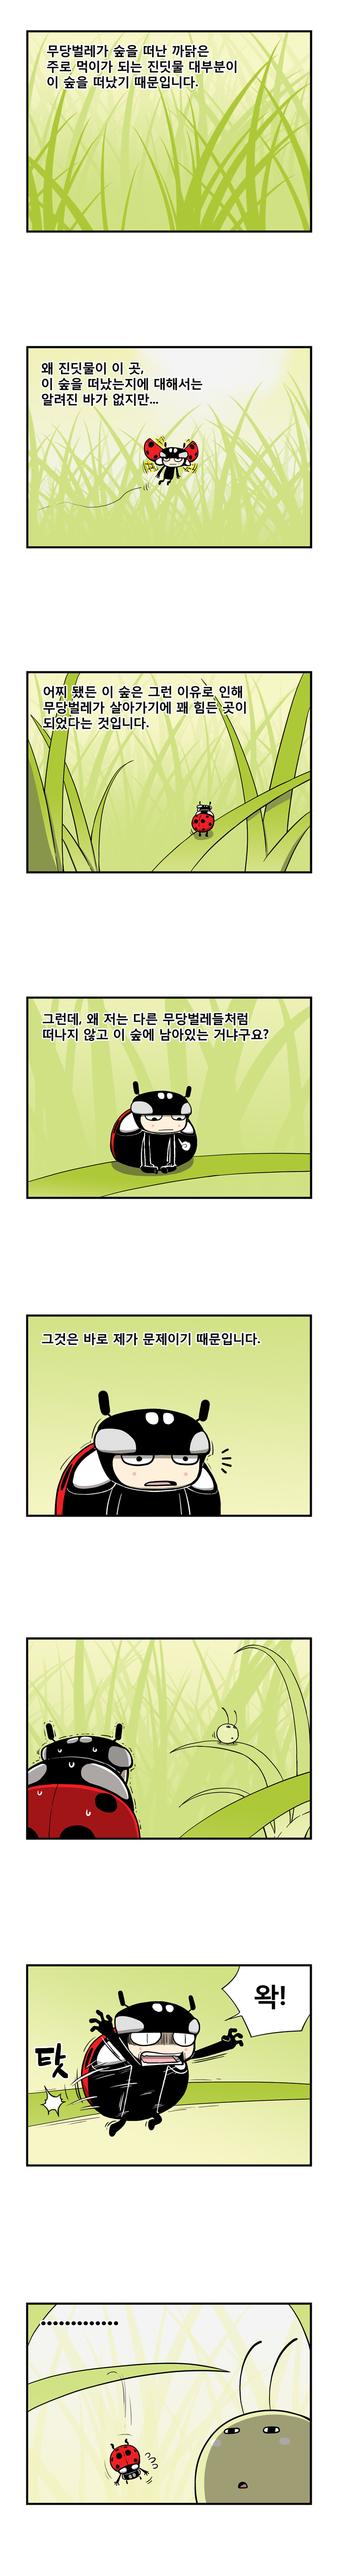 무당벌레가 숲을 떠난 까닭은
주로 먹이가 되는 진딧물 대부분이
이 숲을 떠났기 때문입니다.
왜 진딧물이 이 곳,
이 숲을 떠났는지에 대해서는
알려진 바가 없지만...
어찌 됐든 이 숲은 그런 이유로 인해
무당벌레가 살아가기에 꽤 힘든 곳이
되었다는 것입니다.
그런데, 왜 저는 다른 무당벌레들처럼
떠나지 않고 이 숲에 남아있는 거냐구요?
그것은 바로 제가 문제이기 때문입니다.
왁!
탓
.............